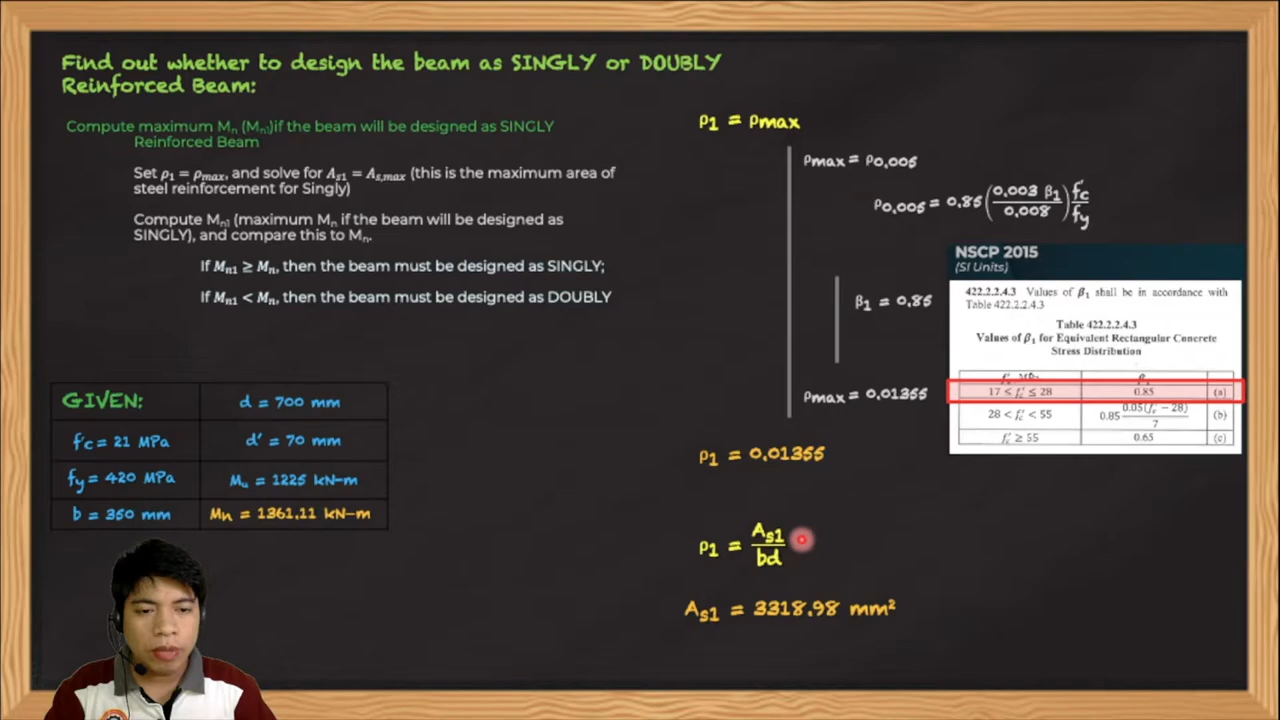 Find out whether to design the beam as SINGLY or DOUBLY
Reinforced Beam:
Compute maximum Mn (Mn1)if the beam will be designed as SINGLY
Reinforced Beam
Set ρ1 = ρmax, and solve for As1 = As,max (this is the maximum area of
steel reinforcement for Singly)
Compute Mn1 (maximum Mn if the beam will be designed as
SINGLY), and compare this to Mn.
If Mn1 ≥ Mn, then the beam must be designed as SINGLY;
If Mn1 < Mn, then the beam must be designed as DOUBLY
GIVEN:
d = 700 mm
f'c = 21 MPa
d' = 70 mm
fy = 420 MPa
Mu = 1225 kN-m
b = 350 mm
Mn = 1361.11 kN-m
ρ1 = ρmax
ρmax = ρ0.005
ρ0.005 = 0.85 (0.003 β1 / 0.008) f'c / fy
β1 = 0.85
ρmax = 0.01355
ρ1 = 0.01355
ρ1 = As1 / bd
As1 = 3318.98 mm²
NSCP 2015
(SI Units)
422.2.2.4.3 Values of β1 shall be in accordance with
Table 422.2.2.4.3
Table 422.2.2.4.3
Values of β1 for Equivalent Rectangular Concrete
Stress Distribution
17 < f'c ≤ 28 0.85 (a)
28 < f'c < 55 0.85 0.05(f'c − 28) / 7 (b)
f'c ≥ 55 0.65 (c)